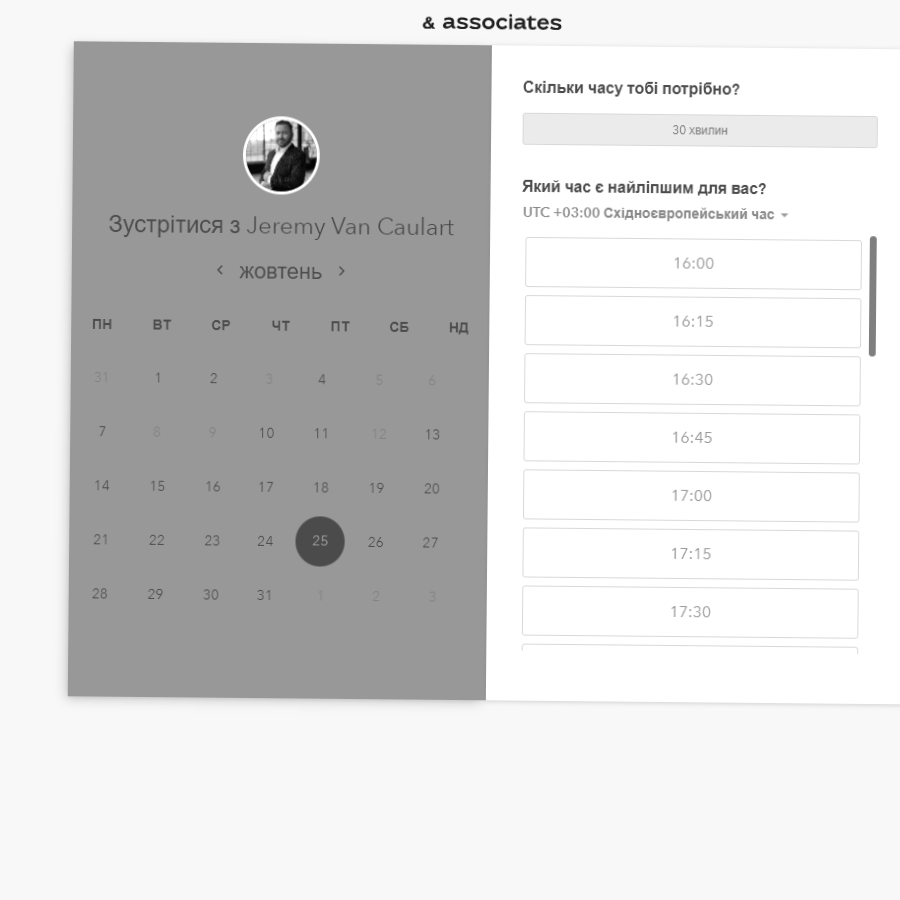 & associates
Зустрітися з Jeremy Van Caulart
жовтень
ПН ВТ СР ЧТ ПТ СБ НД
31 1 2 3 4 5 6
7 8 9 10 11 12 13
14 15 16 17 18 19 20
21 22 23 24 25 26 27
28 29 30 31 1 2 3
Скільки часу тобі потрібно?
30 хвилин
Який час є найліпшим для вас?
UTC +03:00 Східноєвропейський час
16:00
16:15
16:30
16:45
17:00
17:15
17:30